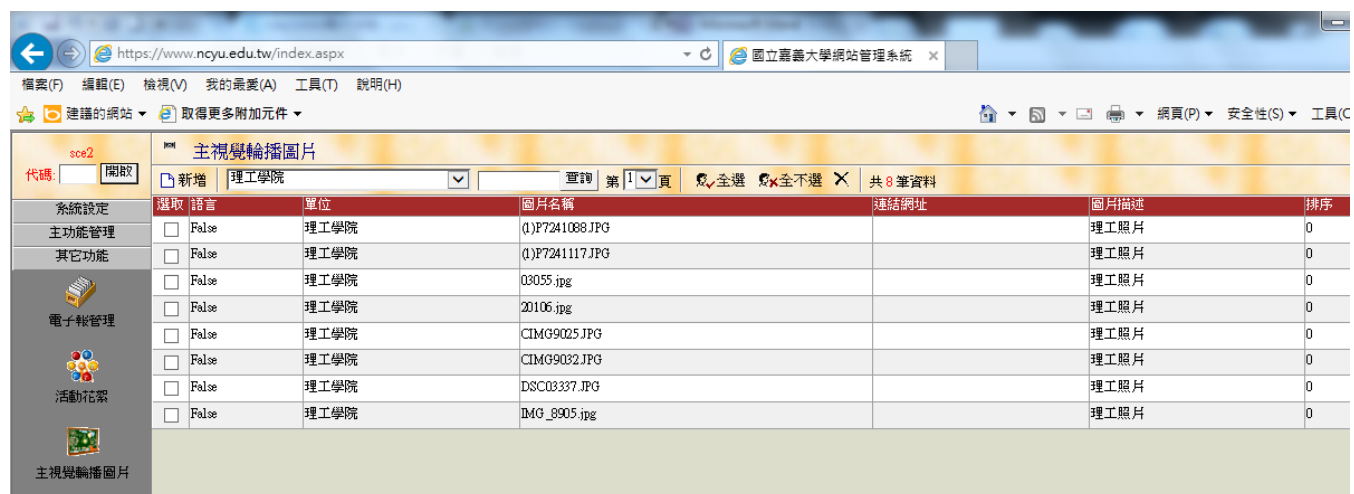 https://www.ncyu.edu.tw/index.aspx
國立嘉義大學網站管理系統
檔案(F) 編輯(E) 檢視(V) 我的最愛(A) 工具(T) 說明(H)
建議的網站 取得更多附加元件 網頁(P) 安全性(S)
sce2 主視覺輪播圖片
代碼: 開啟 新增 理工學院 查詢 第 1 頁 全選 全不選 共 8 筆資料
系統設定
主功能管理
其它功能
電子報管理
活動花絮
主視覺輪播圖片
選取 語言 單位 圖片名稱 連結網址 圖片描述 排序
False 理工學院 (1)P7241088.JPG 理工照片 0
False 理工學院 (1)P7241117.JPG 理工照片 0
False 理工學院 03055.jpg 理工照片 0
False 理工學院 20106.jpg 理工照片 0
False 理工學院 CIMG9025.JPG 理工照片 0
False 理工學院 CIMG9032.JPG 理工照片 0
False 理工學院 DSC03337.JPG 理工照片 0
False 理工學院 IMG_8905.jpg 理工照片 0